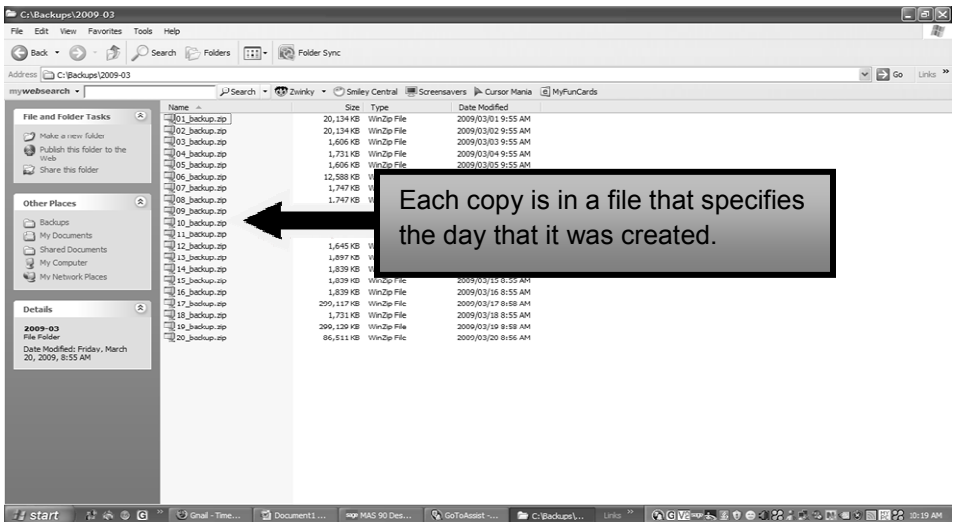 C:\Backups\2009-03
File Edit View Favorites Tools Help
Back Search Folders Folder Sync
Address C:\Backups\2009-03 Go Links »
mywebsearch Search Zwinky Smiley Central Screensavers Cursor Mania MyFunCards
File and Folder Tasks
Make a new folder
Publish this folder to the
Web
Share this folder
Other Places
Backups
My Documents
Shared Documents
My Computer
My Network Places
Details
2009-03
File Folder
Date Modified: Friday, March
20, 2009, 8:55 AM
Name Size Type Date Modified
01_backup.zip 20,134 KB WinZip File 2009/03/01 9:55 AM
02_backup.zip 20,134 KB WinZip File 2009/03/02 9:55 AM
03_backup.zip 1,606 KB WinZip File 2009/03/03 9:55 AM
04_backup.zip 1,731 KB WinZip File 2009/03/04 9:55 AM
05_backup.zip 1,606 KB WinZip File 2009/03/05 9:55 AM
06_backup.zip 12,588 KB
07_backup.zip 1,747 KB
08_backup.zip 1,747 KB
09_backup.zip
10_backup.zip
11_backup.zip
12_backup.zip 1,645 KB
13_backup.zip 1,897 KB
14_backup.zip 1,839 KB
15_backup.zip 1,839 KB WinZip File 2009/03/15 8:55 AM
16_backup.zip 1,839 KB WinZip File 2009/03/16 8:55 AM
17_backup.zip 299,117 KB WinZip File 2009/03/17 8:58 AM
18_backup.zip 1,731 KB WinZip File 2009/03/18 8:55 AM
19_backup.zip 299,129 KB WinZip File 2009/03/19 8:58 AM
20_backup.zip 86,511 KB WinZip File 2009/03/20 8:56 AM
Each copy is in a file that specifies
the day that it was created.
start Gmail - Time... Document1 ... MAS 90 Des... GoToAssist -... C:\Backups\... Links » 10:19 AM